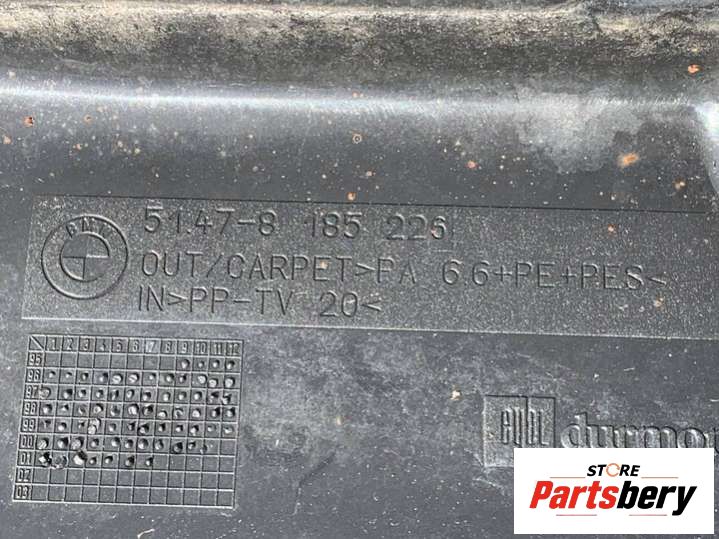 BMW
51.47-8 185 226
OUT/CARPET>PA 6.6+PE+PES<
IN>PP-TV 20<
1 2 3 4 5 6 7 8 9 10 11 12
95
96
97
98
99
00
01
02
03
STORE
Partsbery